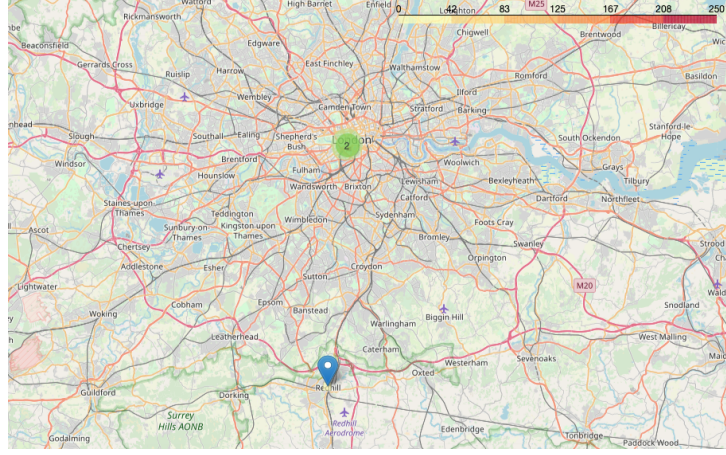 Watford
High Barnet
Enfield
0 42 83 125 167 208 250
Loughton
M25
Rickmansworth
Chigwell
Brentwood
Billericay
Beaconsfield
Edgware
Gerrards Cross
East Finchley
Walthamstow
Ruislip
Harrow
Romford
Basildon
Ilford
Wembley
Uxbridge
Camden Town
Stratford
Barking
Slough
Southall
Ealing
Shepherd's
Bush
London
2
South Ockendon
Stanford-le-
Hope
Windsor
Brentford
Woolwich
Grays
Hounslow
Fulham
Wandsworth
Brixton
Lewisham
Bexleyheath
Tilbury
Staines-upon-
Thames
Catford
Dartford
Northfleet
Teddington
Sydenham
Wimbledon
Foots Cray
Ascot
Sunbury-on-
Thames
Kingston upon
Thames
Bromley
Chertsey
Swanley
Strood
Addlestone
Esher
Croydon
Orpington
Sutton
Lightwater
M20
Cobham
Epsom
Banstead
Biggin Hill
Snodland
Woking
Warlingham
Leatherhead
West Malling
Caterham
Westerham
Sevenoaks
Oxted
Redhill
Guildford
Dorking
Surrey
Hills AONB
Redhill
Aerodrome
Edenbridge
Godalming
Tonbridge
Paddock Wood